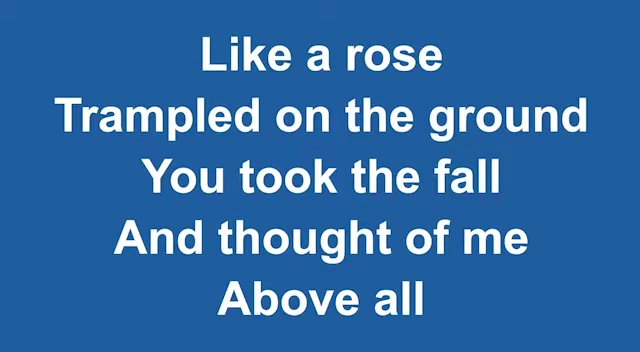 Like a rose
Trampled on the ground
You took the fall
And thought of me
Above all